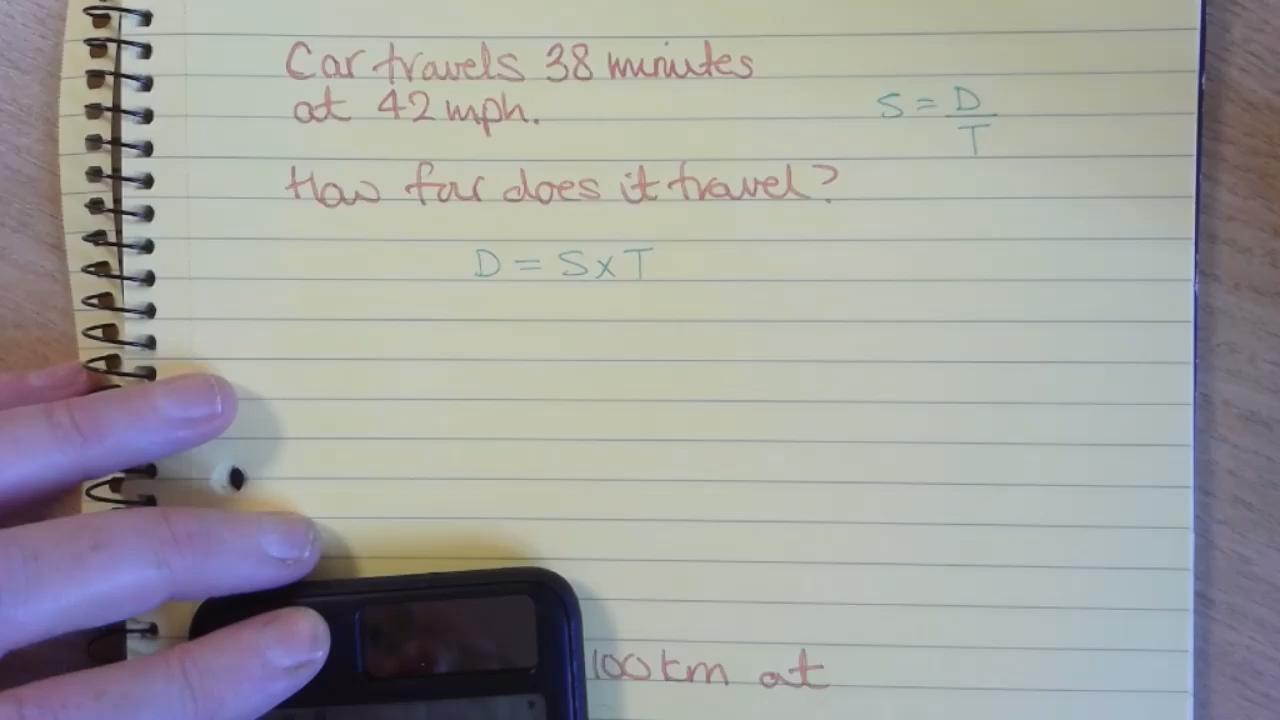 Car travels 38 minutes
at 42 mph.
S = D
T
How far does it travel?
D = S x T
100 km at